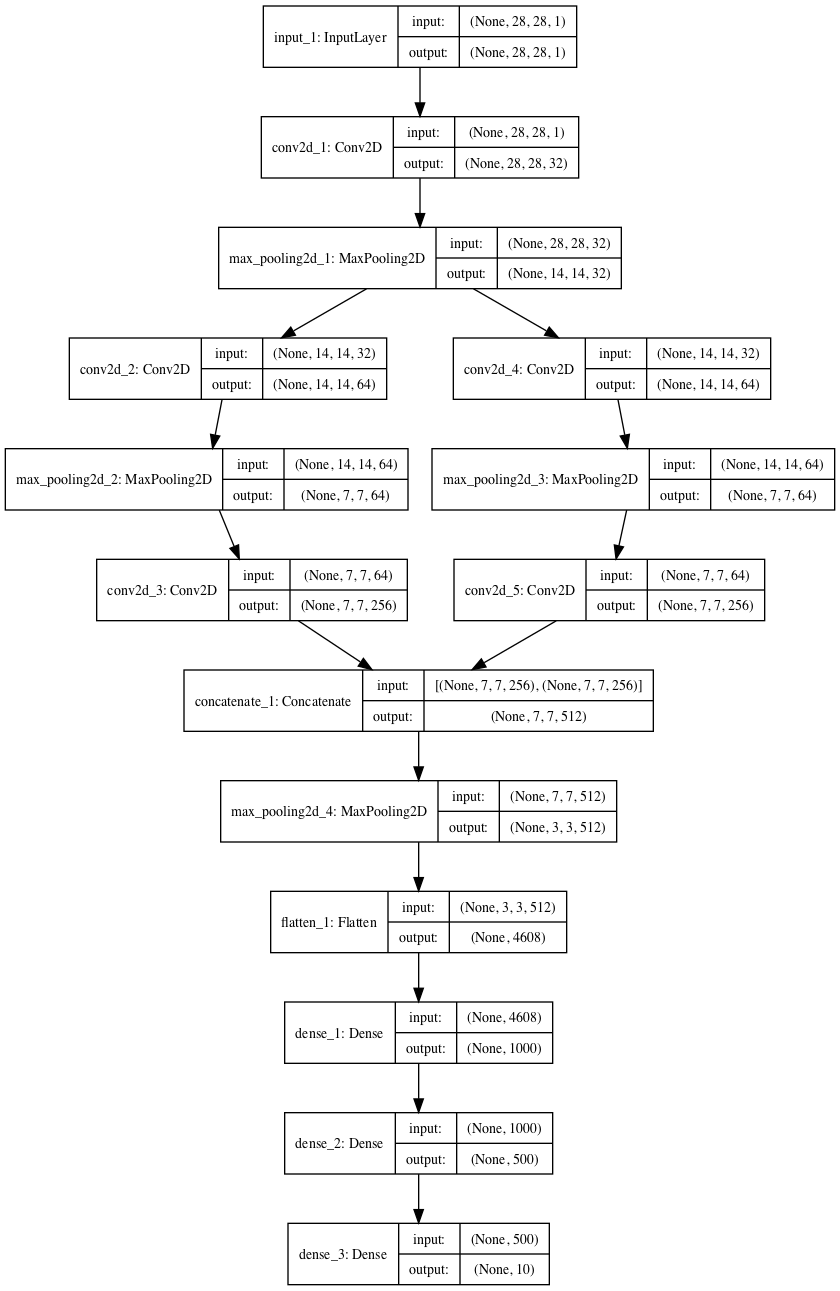 input_1: InputLayer
input:
(None, 28, 28, 1)
output:
(None, 28, 28, 1)
conv2d_1: Conv2D
input:
(None, 28, 28, 1)
output:
(None, 28, 28, 32)
max_pooling2d_1: MaxPooling2D
input:
(None, 28, 28, 32)
output:
(None, 14, 14, 32)
conv2d_2: Conv2D
input:
(None, 14, 14, 32)
output:
(None, 14, 14, 64)
conv2d_4: Conv2D
input:
(None, 14, 14, 32)
output:
(None, 14, 14, 64)
max_pooling2d_2: MaxPooling2D
input:
(None, 14, 14, 64)
output:
(None, 7, 7, 64)
max_pooling2d_3: MaxPooling2D
input:
(None, 14, 14, 64)
output:
(None, 7, 7, 64)
conv2d_3: Conv2D
input:
(None, 7, 7, 64)
output:
(None, 7, 7, 256)
conv2d_5: Conv2D
input:
(None, 7, 7, 64)
output:
(None, 7, 7, 256)
concatenate_1: Concatenate
input:
[(None, 7, 7, 256), (None, 7, 7, 256)]
output:
(None, 7, 7, 512)
max_pooling2d_4: MaxPooling2D
input:
(None, 7, 7, 512)
output:
(None, 3, 3, 512)
flatten_1: Flatten
input:
(None, 3, 3, 512)
output:
(None, 4608)
dense_1: Dense
input:
(None, 4608)
output:
(None, 1000)
dense_2: Dense
input:
(None, 1000)
output:
(None, 500)
dense_3: Dense
input:
(None, 500)
output:
(None, 10)